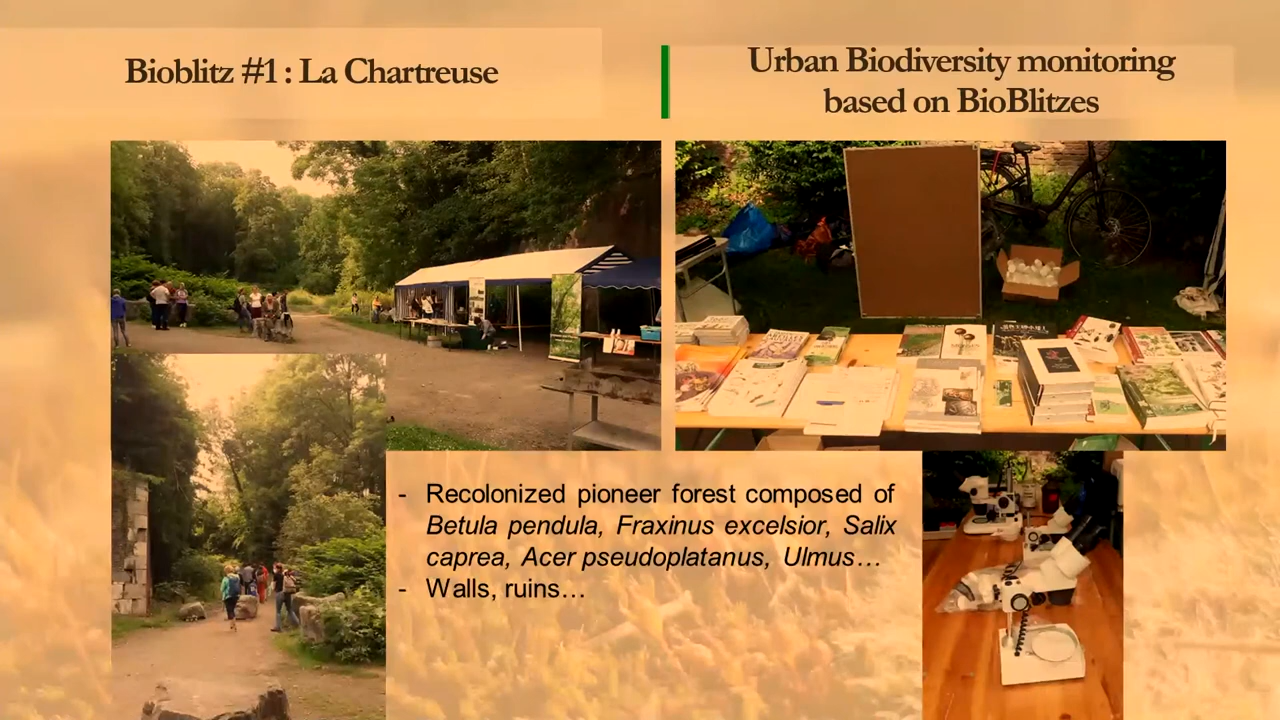 Bioblitz #1 : La Chartreuse
Urban Biodiversity monitoring
based on BioBlitzes
- Recolonized pioneer forest composed of
Betula pendula, Fraxinus excelsior, Salix
caprea, Acer pseudoplatanus, Ulmus…
- Walls, ruins…